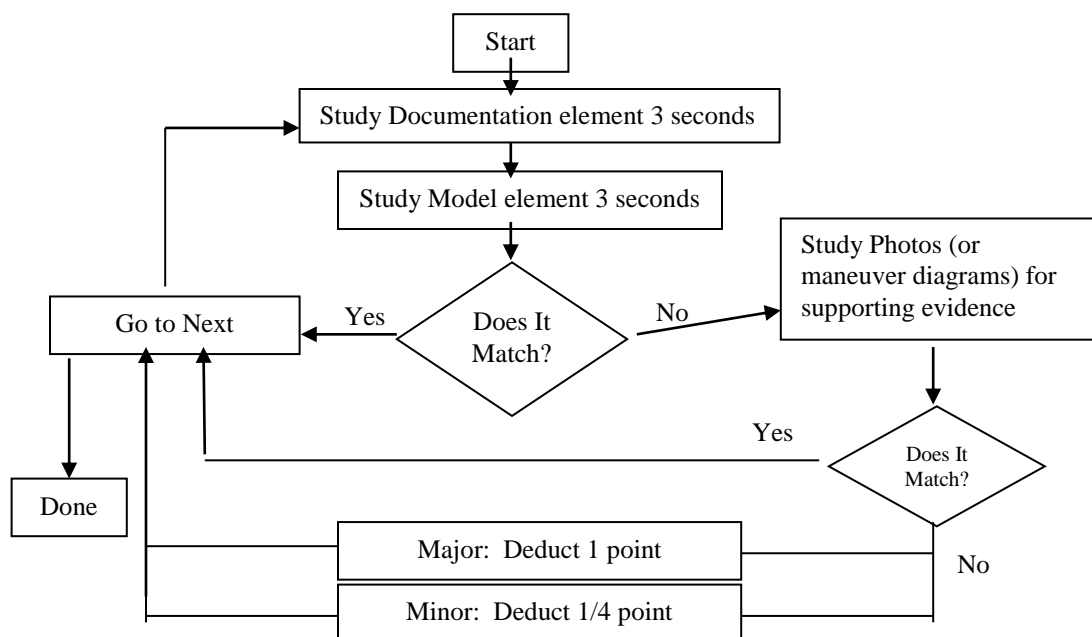 Start
Study Documentation element 3 seconds
Study Model element 3 seconds
Study Photos (or
maneuver diagrams) for
supporting evidence
Go to Next
Yes
Does It
Match?
No
Yes
Does It
Match?
Done
Major:  Deduct 1 point
No
Minor:  Deduct 1/4 point